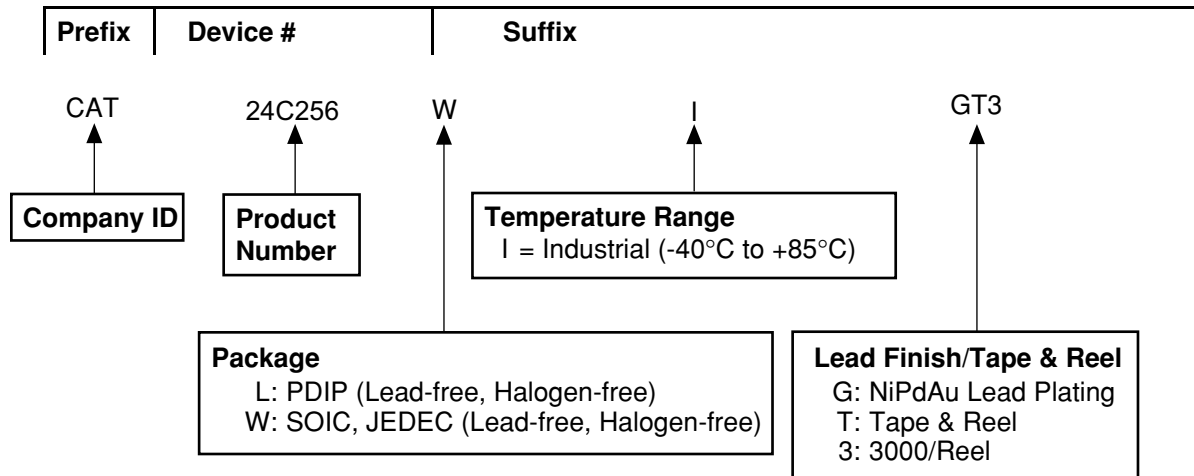 Prefix Device # Suffix
CAT 24C256 W I GT3
Company ID
Product
Number
Temperature Range
I = Industrial (-40°C to +85°C)
Package
L: PDIP (Lead-free, Halogen-free)
W: SOIC, JEDEC (Lead-free, Halogen-free)
Lead Finish/Tape & Reel
G: NiPdAu Lead Plating
T: Tape & Reel
3: 3000/Reel